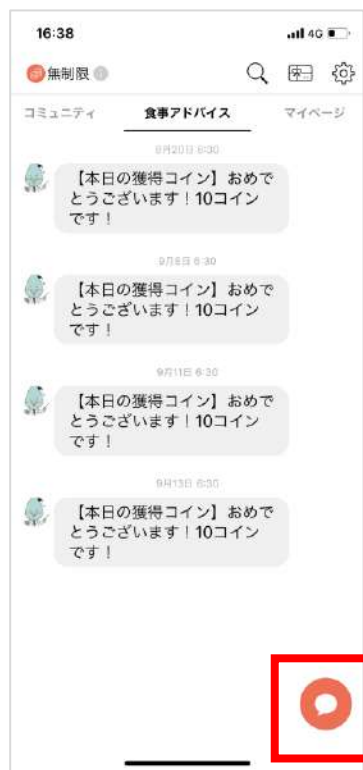 16:38
4G
無制限
コミュニティ
食事アドバイス
マイページ
8月20日 6:30
【本日の獲得コイン】おめで
とうございます！10コイン
です！
9月8日 6:30
【本日の獲得コイン】おめで
とうございます！10コイン
です！
9月11日 6:30
【本日の獲得コイン】おめで
とうございます！10コイン
です！
9月13日 6:30
【本日の獲得コイン】おめで
とうございます！10コイン
です！